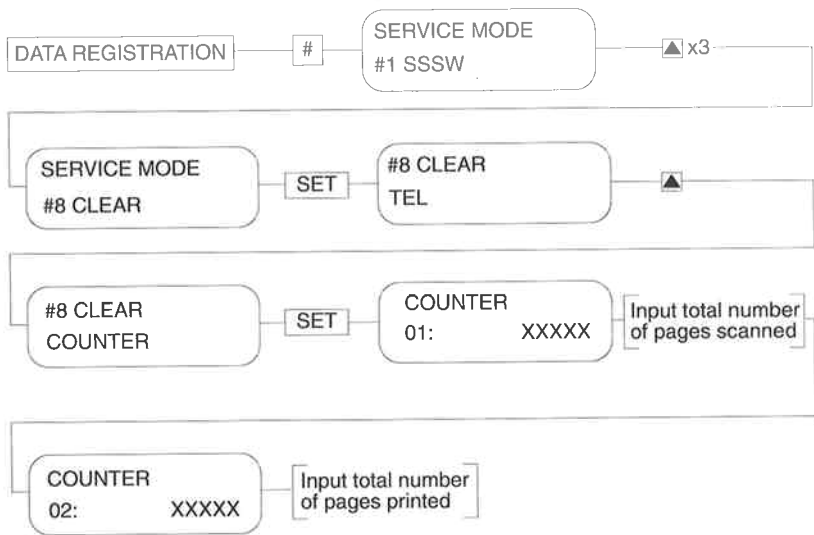 DATA REGISTRATION
#
SERVICE MODE
#1 SSSW
▲ x3
SERVICE MODE
#8 CLEAR
SET
#8 CLEAR
TEL
▲
#8 CLEAR
COUNTER
SET
COUNTER
01: XXXXX
Input total number
of pages scanned
COUNTER
02: XXXXX
Input total number
of pages printed